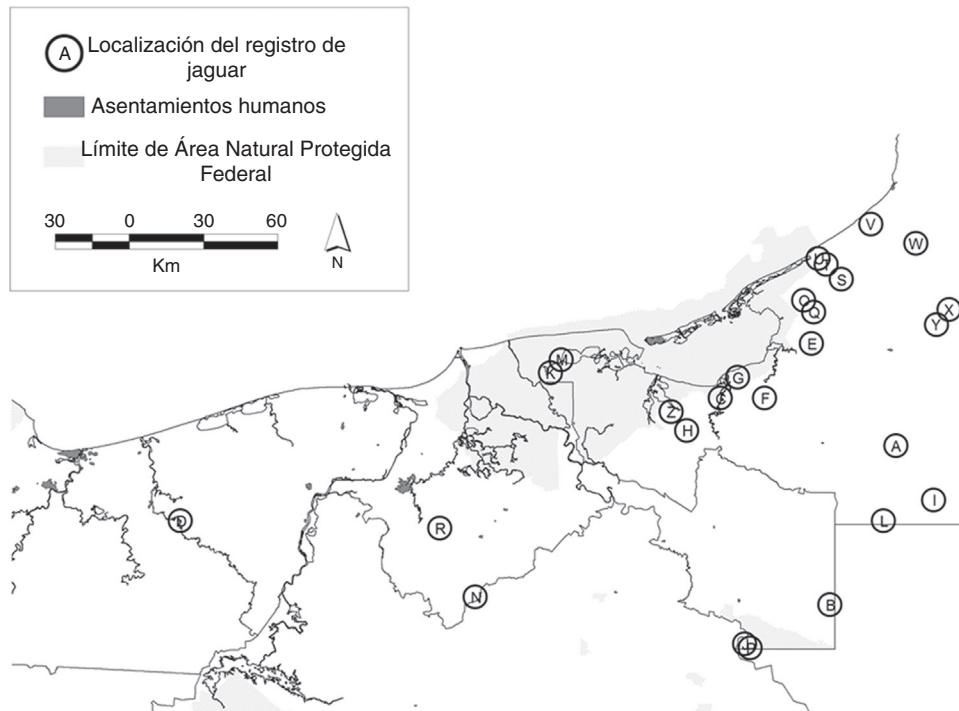 A Localización del registro de
jaguar
Asentamientos humanos
Límite de Área Natural Protegida
Federal
30 0 30 60
Km
N
V
W
U
S
X
O
Q
Y
E
M
K
G
F
Z
H
A
I
D
L
R
N
B